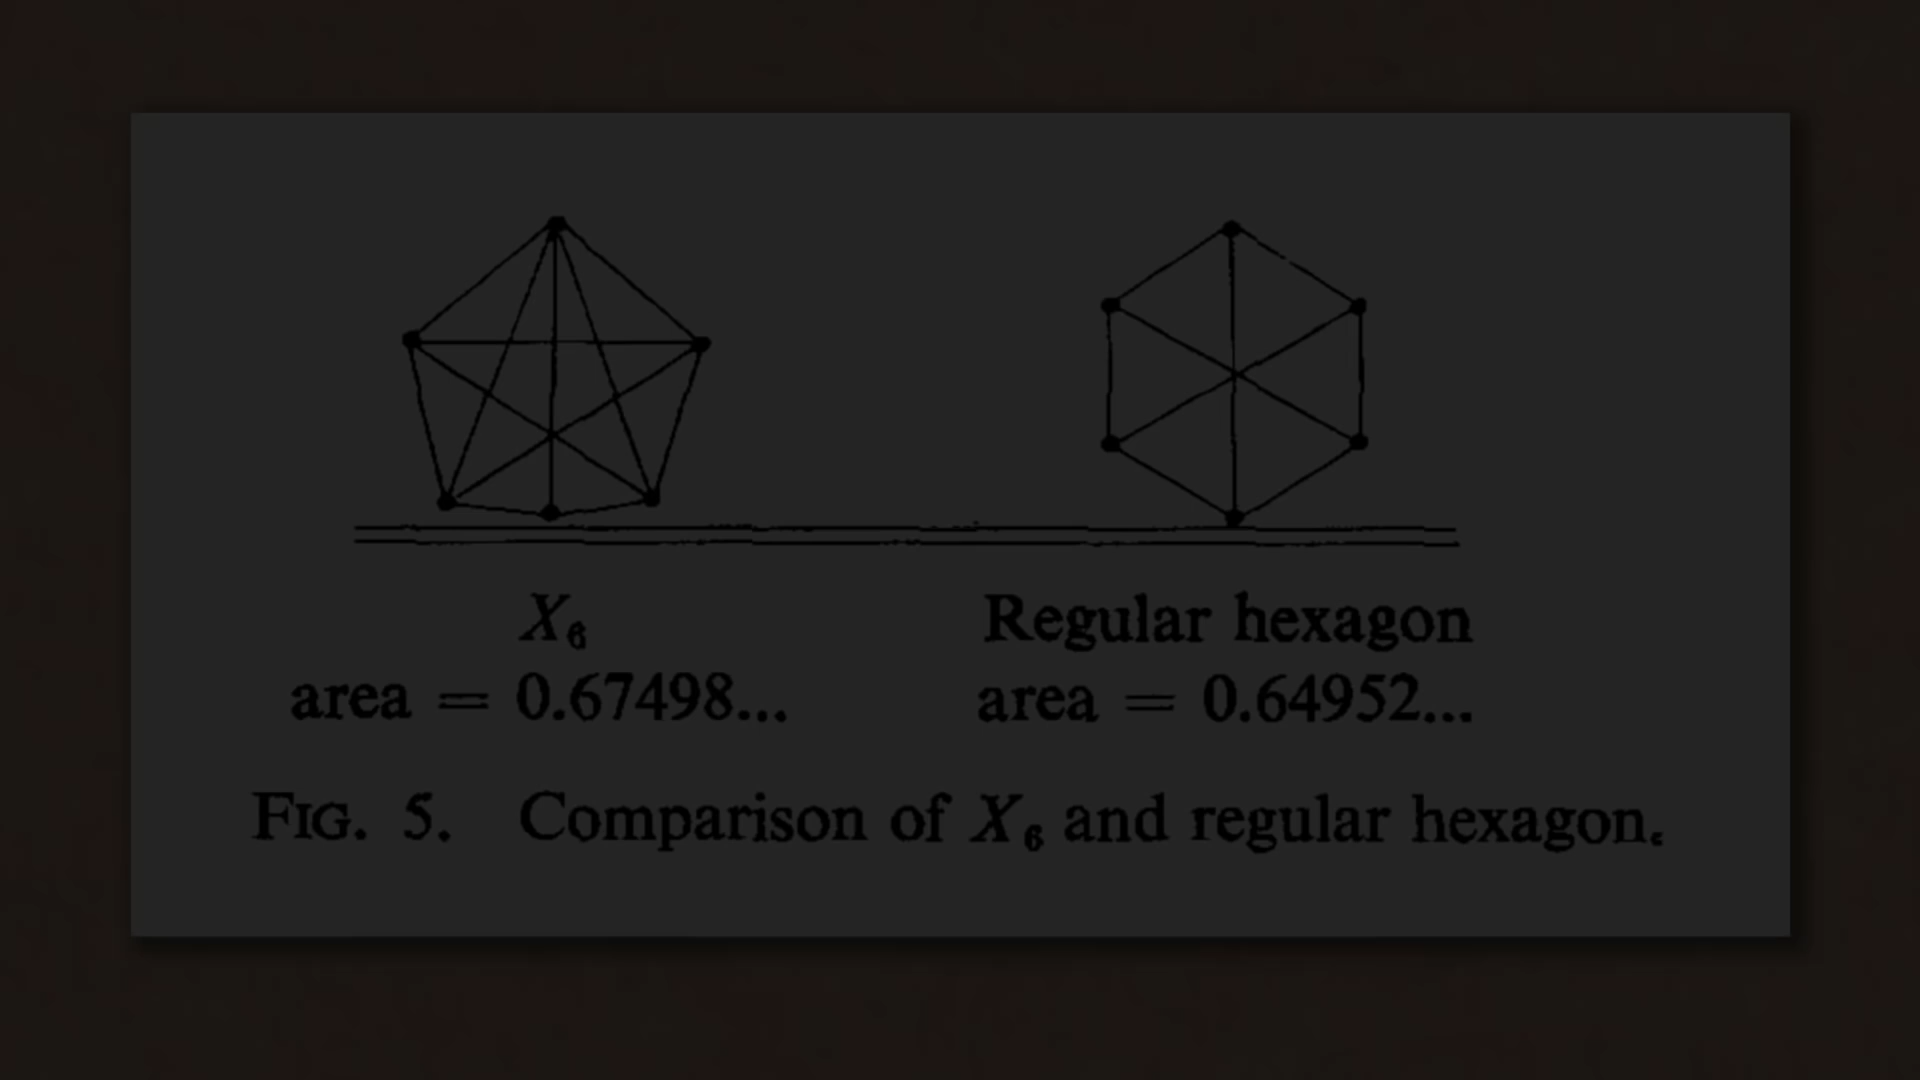 X₆ Regular hexagon
area = 0.67498... area = 0.64952...
FIG. 5. Comparison of X₆ and regular hexagon.